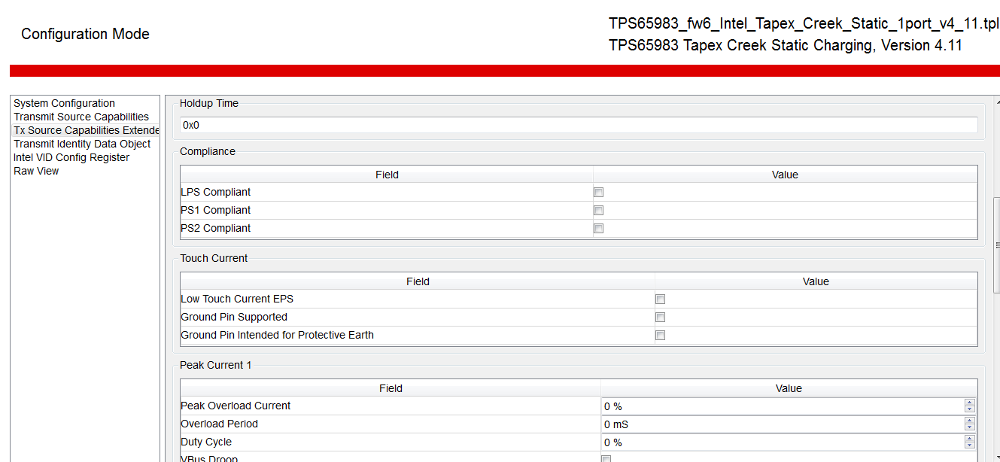 Configuration Mode
TPS65983_fw6_Intel_Tapex_Creek_Static_1port_v4_11.tpl
TPS65983 Tapex Creek Static Charging, Version 4.11
System Configuration
Transmit Source Capabilities
Tx Source Capabilities Extende
Transmit Identity Data Object
Intel VID Config Register
Raw View
Holdup Time
0x0
Compliance
Field Value
LPS Compliant
PS1 Compliant
PS2 Compliant
Touch Current
Field Value
Low Touch Current EPS
Ground Pin Supported
Ground Pin Intended for Protective Earth
Peak Current 1
Field Value
Peak Overload Current 0 %
Overload Period 0 mS
Duty Cycle 0 %
VBus Droop